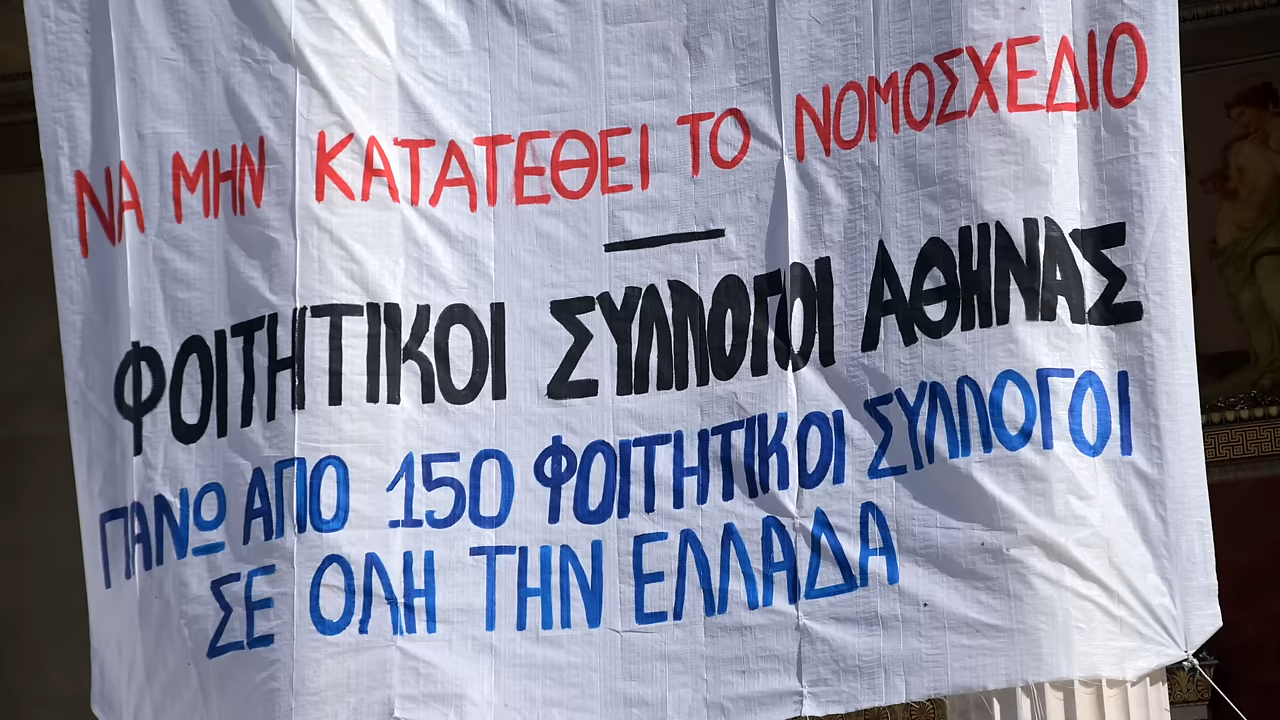 ΝΑ ΜΗΝ ΚΑΤΑΤΕΘΕΙ ΤΟ ΝΟΜΟΣΧΕΔΙΟ
—
ΦΟΙΤΗΤΙΚΟΙ ΣΥΛΛΟΓΟΙ ΑΘΗΝΑΣ
ΠΑΝΩ ΑΠΟ 150 ΦΟΙΤΗΤΙΚΟΙ ΣΥΛΛΟΓΟΙ
ΣΕ ΟΛΗ ΤΗΝ ΕΛΛΑΔΑ